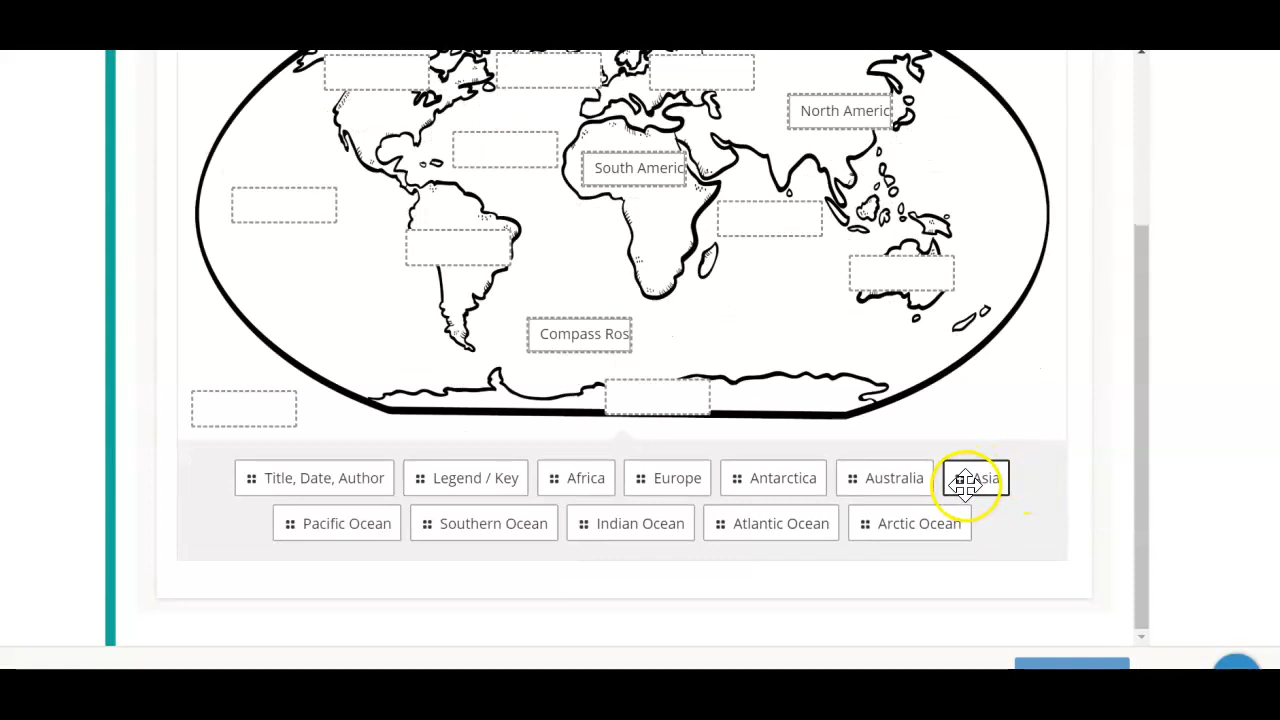 North Americ
South Americ
Compass Ros
Title, Date, Author
Legend / Key
Africa
Europe
Antarctica
Australia
Asia
Pacific Ocean
Southern Ocean
Indian Ocean
Atlantic Ocean
Arctic Ocean